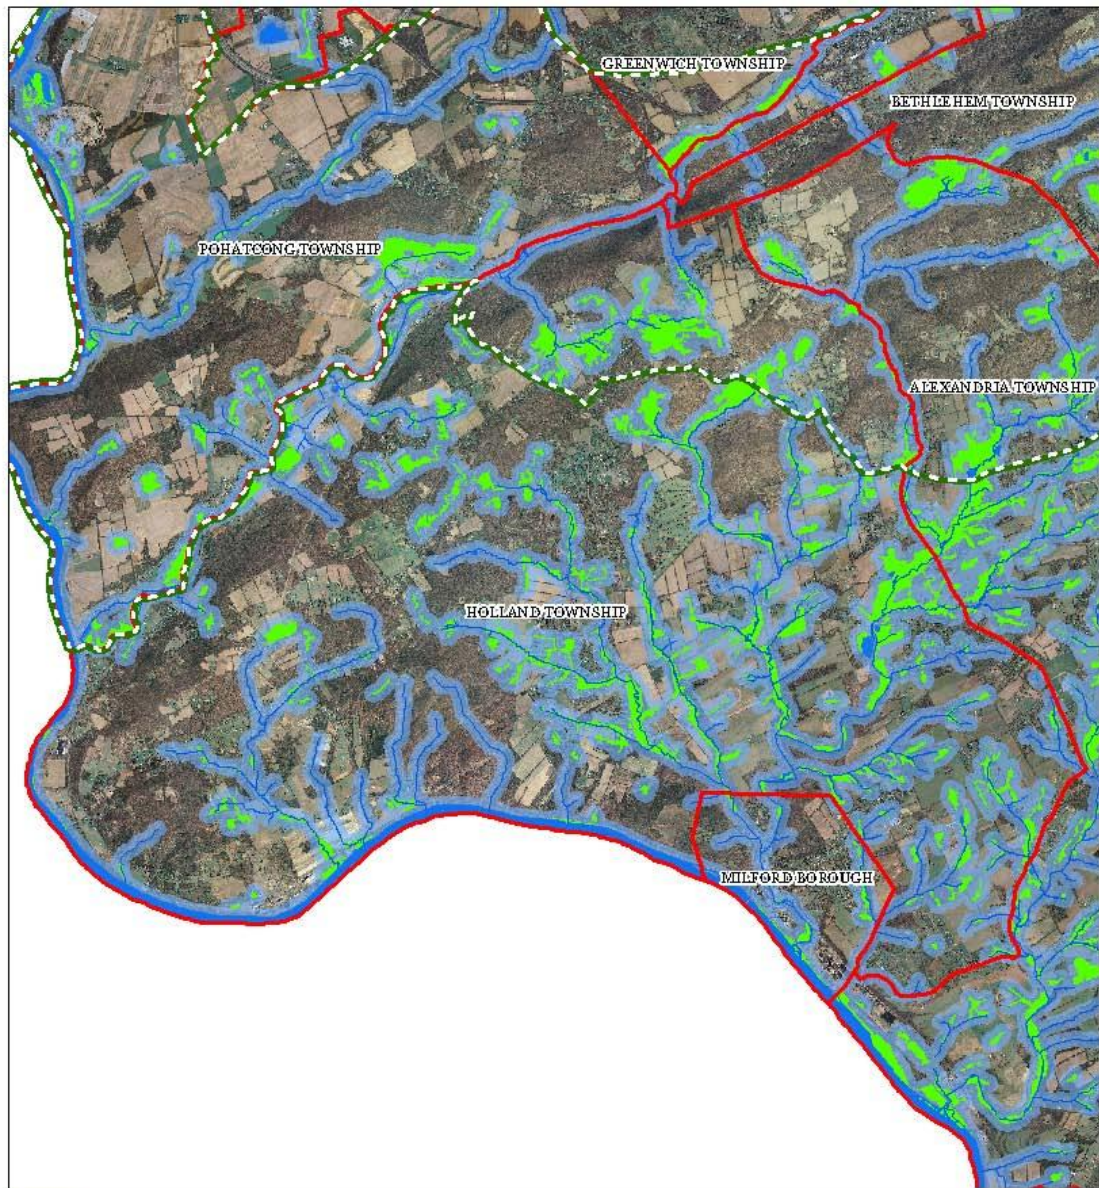 GREENWICH TOWNSHIP
BETHLEHEM TOWNSHIP
POHATCONG TOWNSHIP
ALEXANDRIA TOWNSHIP
HOLLAND TOWNSHIP
MILFORD BOROUGH